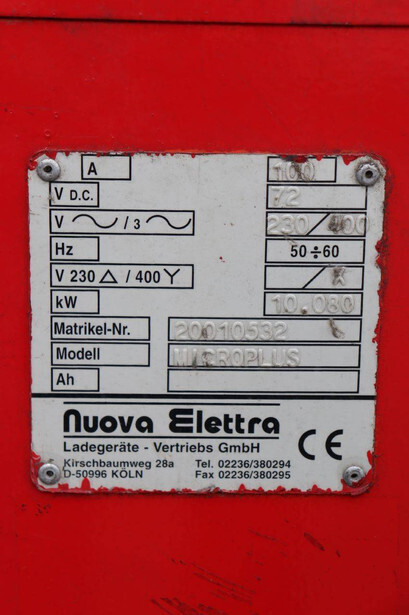 A 100
V D.C. 72
V ~ / 3 ~ 230/400
Hz 50÷60
V 230 △ / 400 Y / X
kW 10.080
Matrikel-Nr. 20010532
Modell MICROPLUS
Ah
nuova Elettra
Ladegeräte - Vertriebs GmbH
Kirschbaumweg 28a Tel. 02236/380294
D-50996 KÖLN Fax 02236/380295
CE